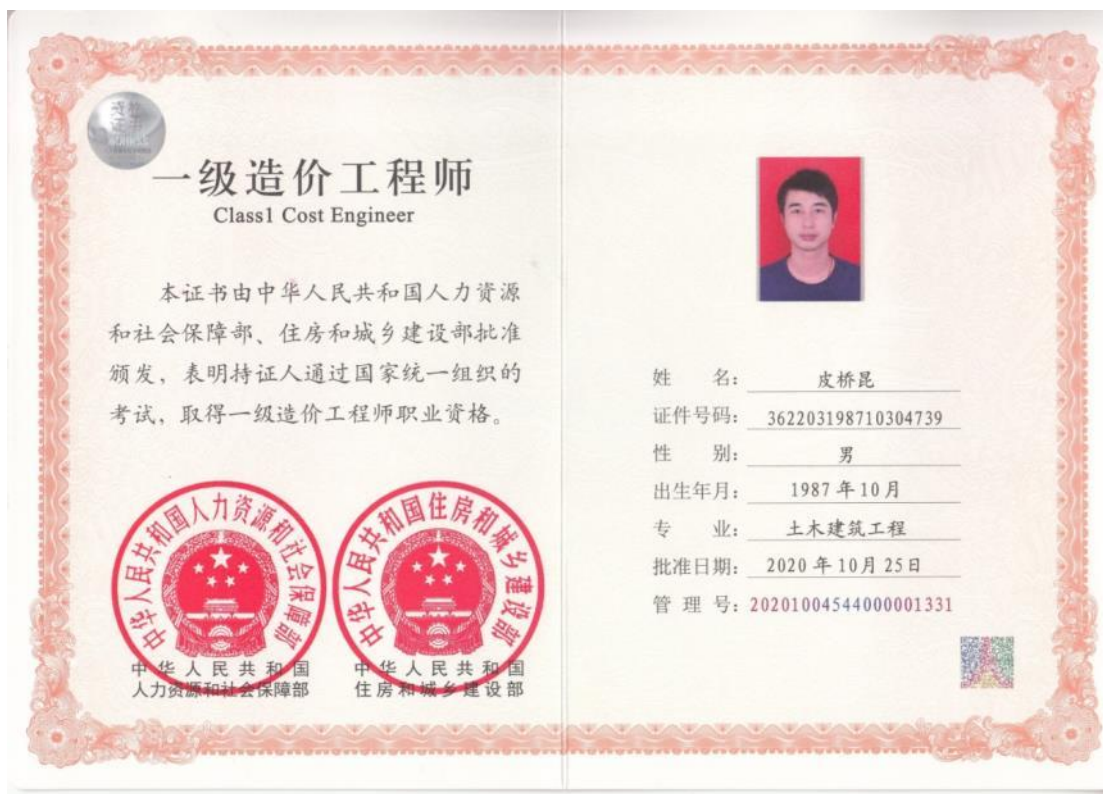 一级造价工程师
Class1 Cost Engineer
本证书由中华人民共和国人力资源
和社会保障部、住房和城乡建设部批准
颁发，表明持证人通过国家统一组织的
考试，取得一级造价工程师职业资格。
中华人民共和国人力资源和社会保障部
中华人民共和国住房和城乡建设部
中华人民共和国
人力资源和社会保障部
中华人民共和国
住房和城乡建设部
姓 名：皮桥昆
证件号码：362203198710304739
性 别：男
出生年月：1987年10月
专 业：土木建筑工程
批准日期：2020年10月25日
管 理 号：20201004544000001331